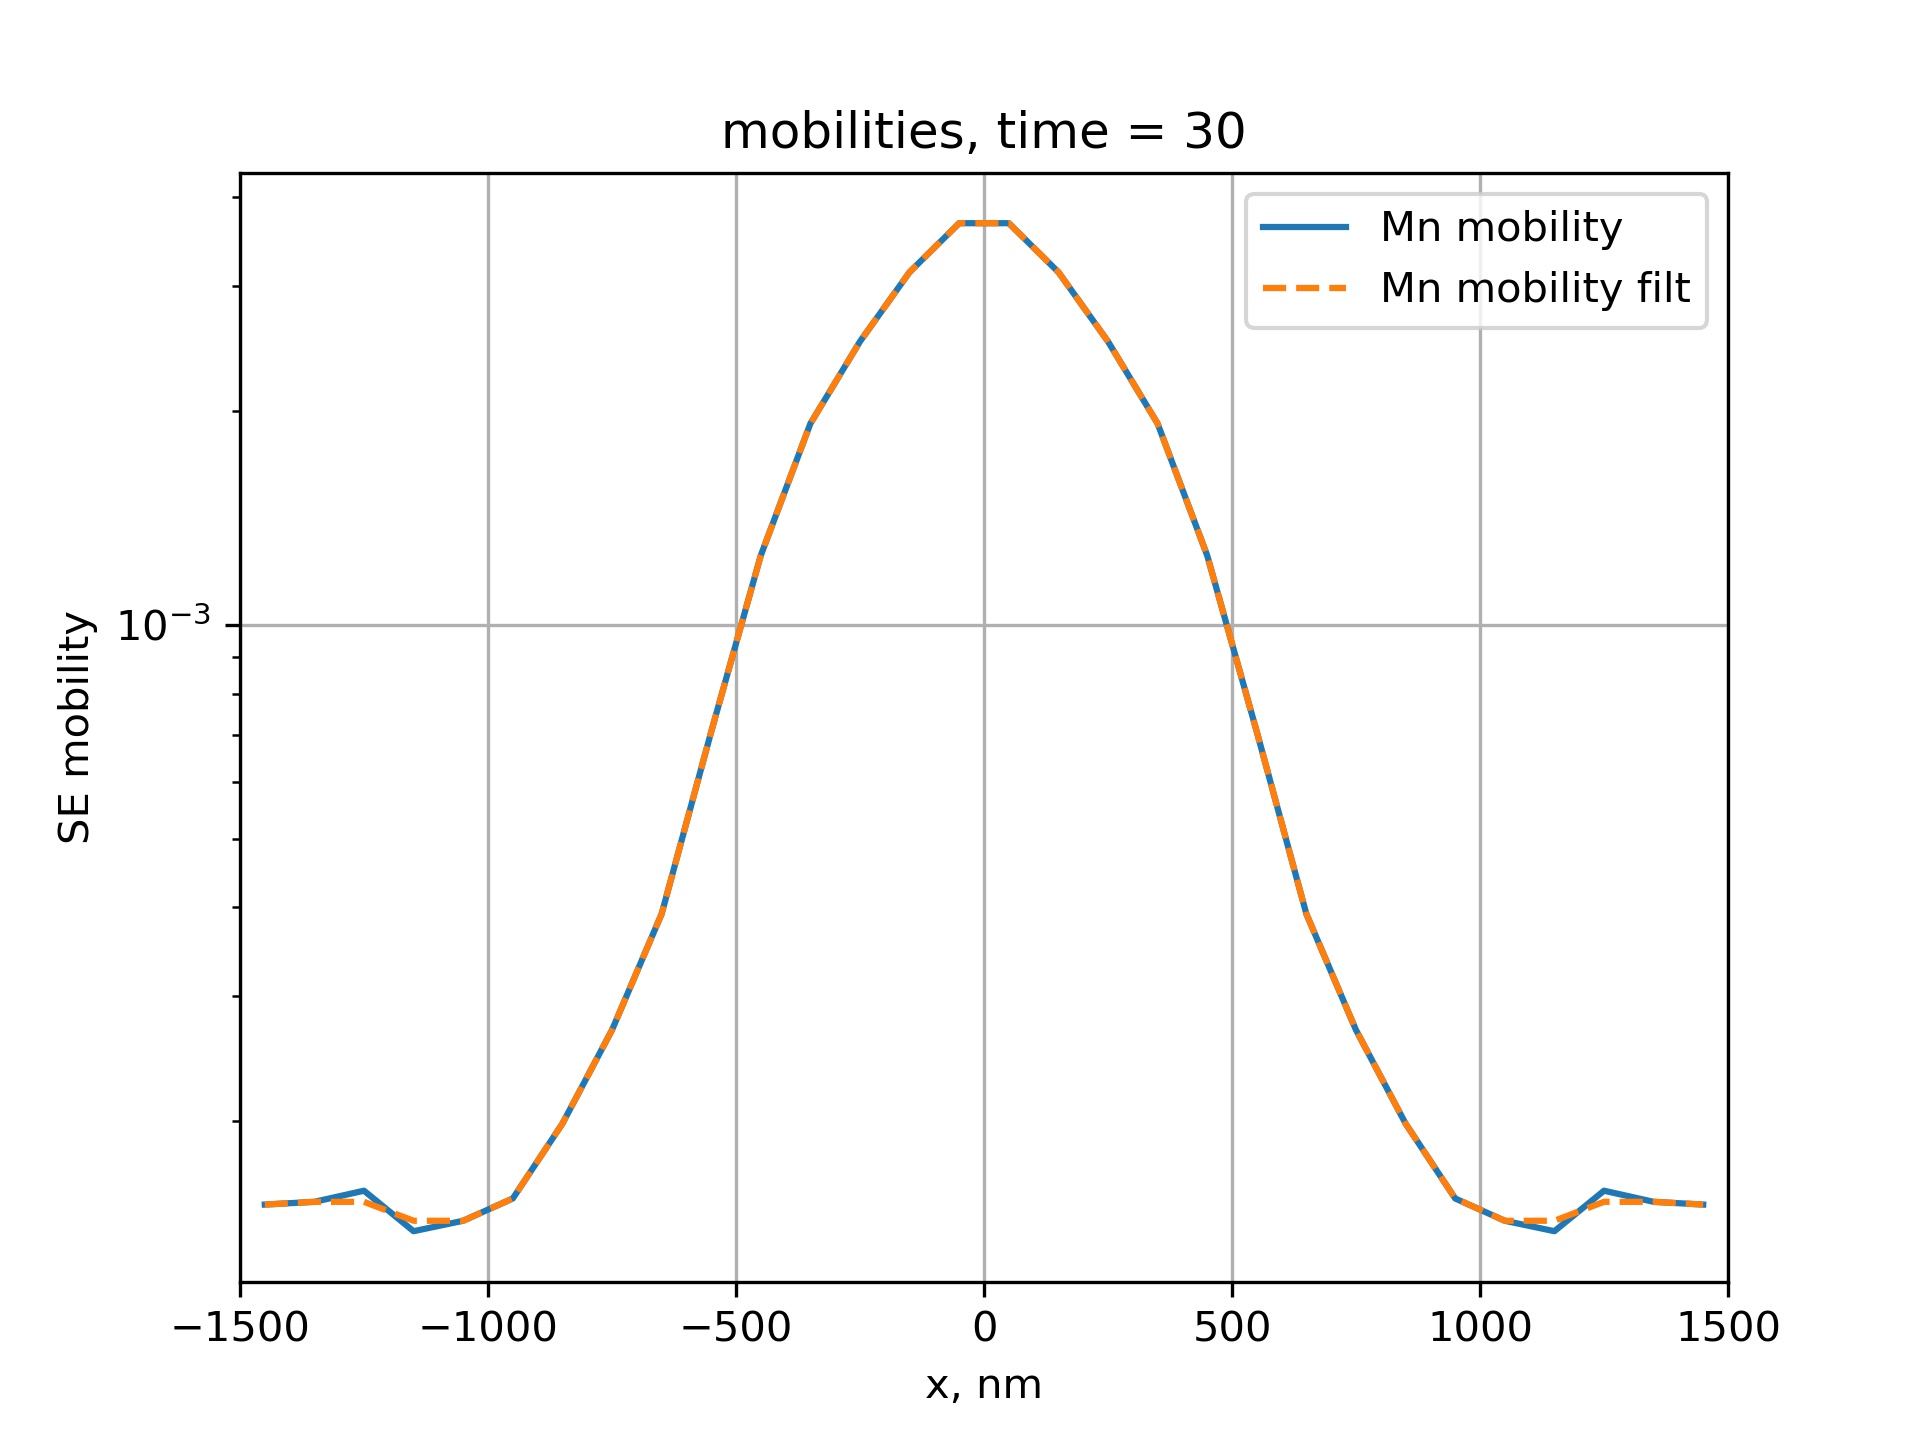 mobilities, time = 30
Mn mobility
Mn mobility filt
SE mobility
10⁻³
−1500
−1000
−500
0
500
1000
1500
x, nm